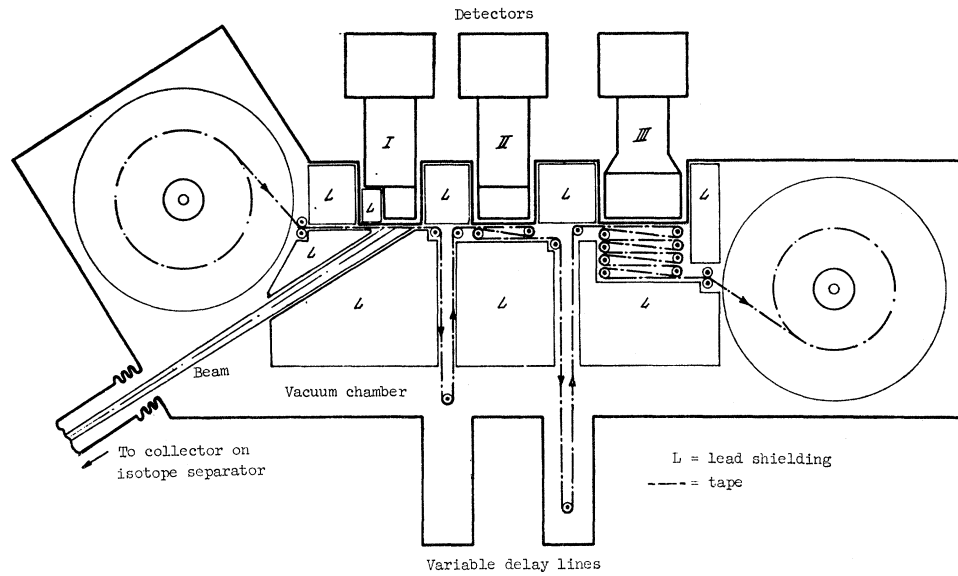 Detectors
I
II
III
L
L
L
L
L
L
L
L
L
Beam
Vacuum chamber
To collector on
isotope separator
L = lead shielding
= tape
Variable delay lines